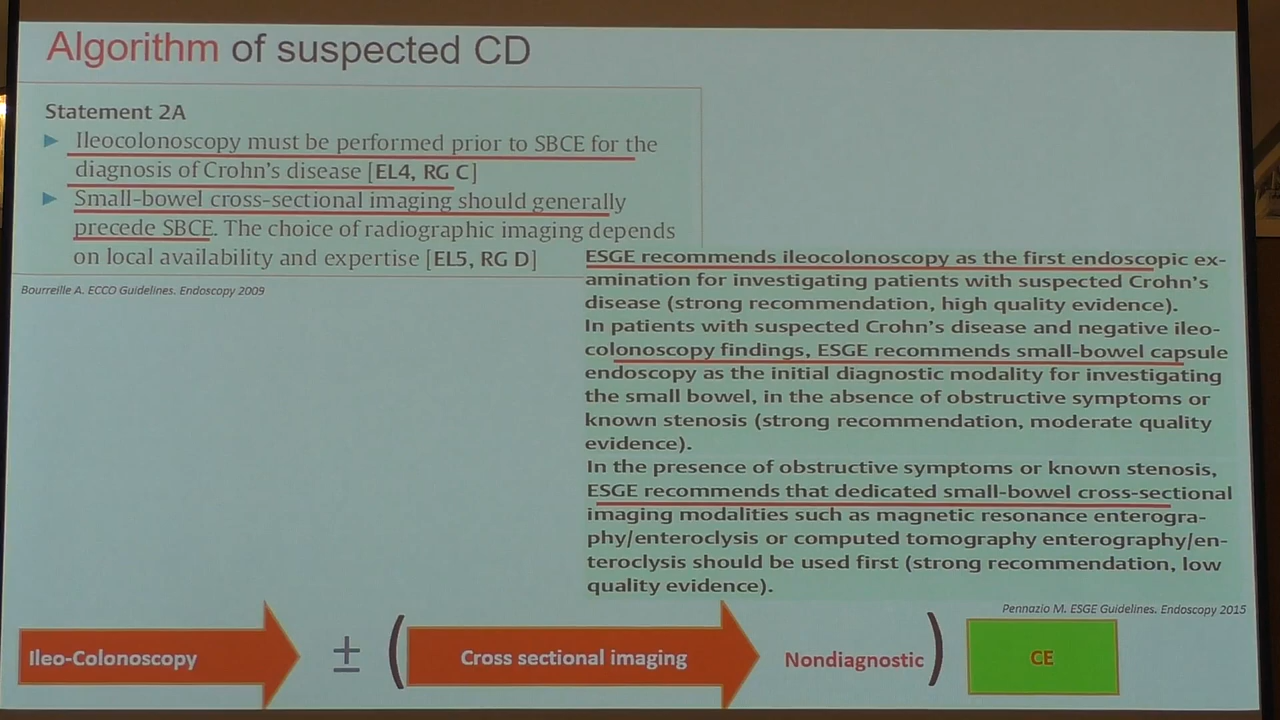 Algorithm of suspected CD
Statement 2A
Ileocolonoscopy must be performed prior to SBCE for the
diagnosis of Crohn's disease [EL4, RG C]
Small-bowel cross-sectional imaging should generally
precede SBCE. The choice of radiographic imaging depends
on local availability and expertise [EL5, RG D]
Bourreille A. ECCO Guidelines. Endoscopy 2009
ESGE recommends ileocolonoscopy as the first endoscopic ex-
amination for investigating patients with suspected Crohn's
disease (strong recommendation, high quality evidence).
In patients with suspected Crohn's disease and negative ileo-
colonoscopy findings, ESGE recommends small-bowel capsule
endoscopy as the initial diagnostic modality for investigating
the small bowel, in the absence of obstructive symptoms or
known stenosis (strong recommendation, moderate quality
evidence).
In the presence of obstructive symptoms or known stenosis,
ESGE recommends that dedicated small-bowel cross-sectional
imaging modalities such as magnetic resonance enterogra-
phy/enteroclysis or computed tomography enterography/en-
teroclysis should be used first (strong recommendation, low
quality evidence).
Pennazio M. ESGE Guidelines. Endoscopy 2015
Ileo-Colonoscopy ± ( Cross sectional imaging Nondiagnostic ) CE